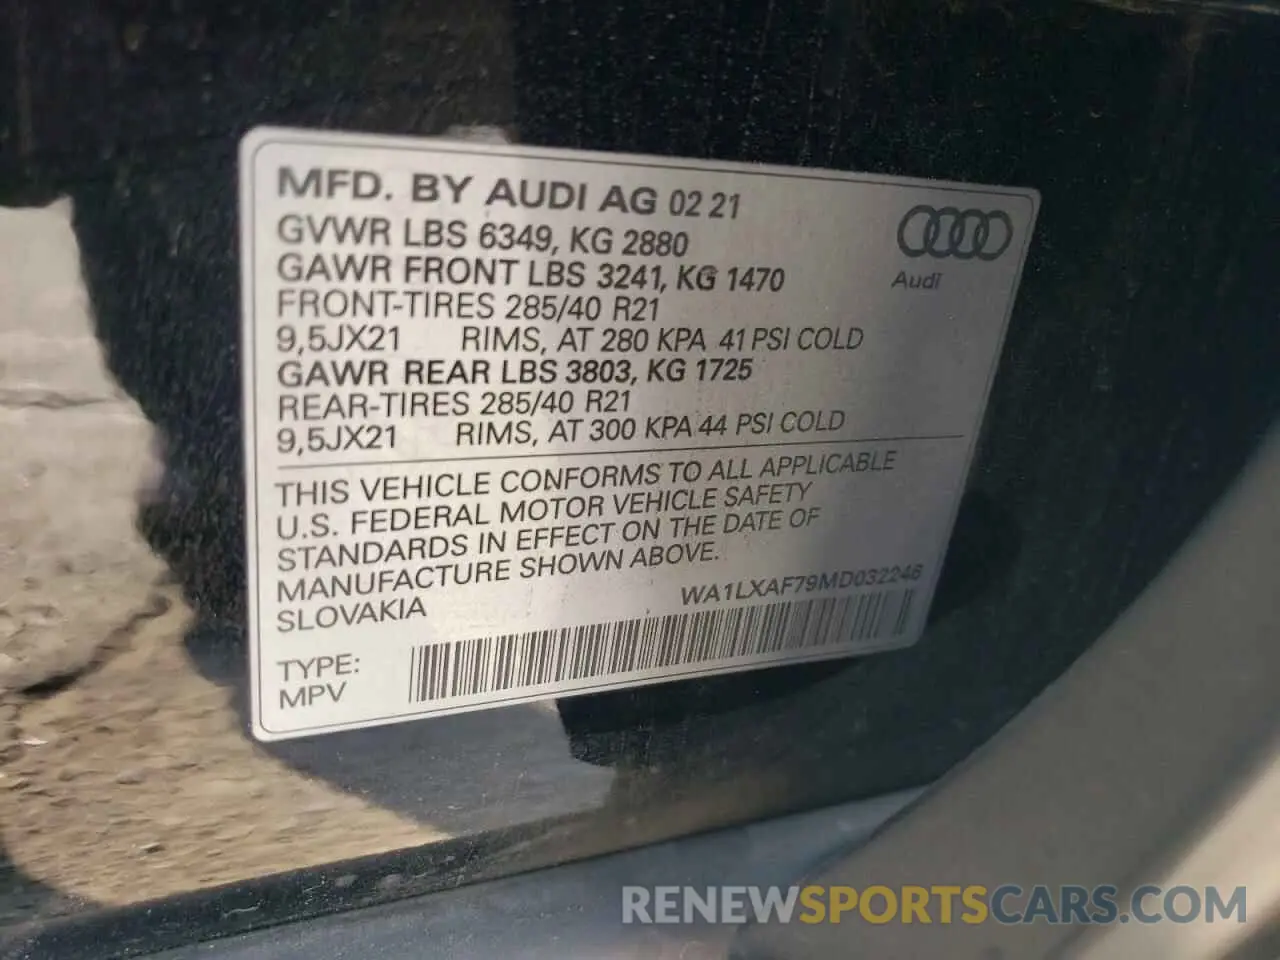 MFD. BY AUDI AG 02 21
GVWR LBS 6349, KG 2880
GAWR FRONT LBS 3241, KG 1470
FRONT-TIRES 285/40 R21
9,5JX21 RIMS, AT 280 KPA 41 PSI COLD
GAWR REAR LBS 3803, KG 1725
REAR-TIRES 285/40 R21
9,5JX21 RIMS, AT 300 KPA 44 PSI COLD
Audi
THIS VEHICLE CONFORMS TO ALL APPLICABLE
U.S. FEDERAL MOTOR VEHICLE SAFETY
STANDARDS IN EFFECT ON THE DATE OF
MANUFACTURE SHOWN ABOVE.
SLOVAKIA
WA1LXAF79MD032246
TYPE:
MPV
RENEWSPORTSCARS.COM